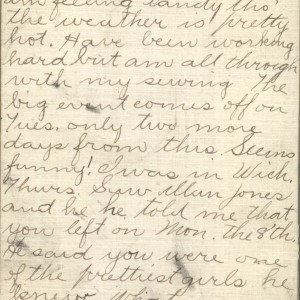 am feeling dandy tho'
the weather is pretty
hot. Have been working
hard but am all through
with my sewing. The
big event comes off on
Tues. only two more
days from this. Seems
funny! I was in Wich.
Thurs. Saw Jones
and he he told me that
you left on Mon. the 8th.
He said you were one
of the prettiest girls he
knew. What